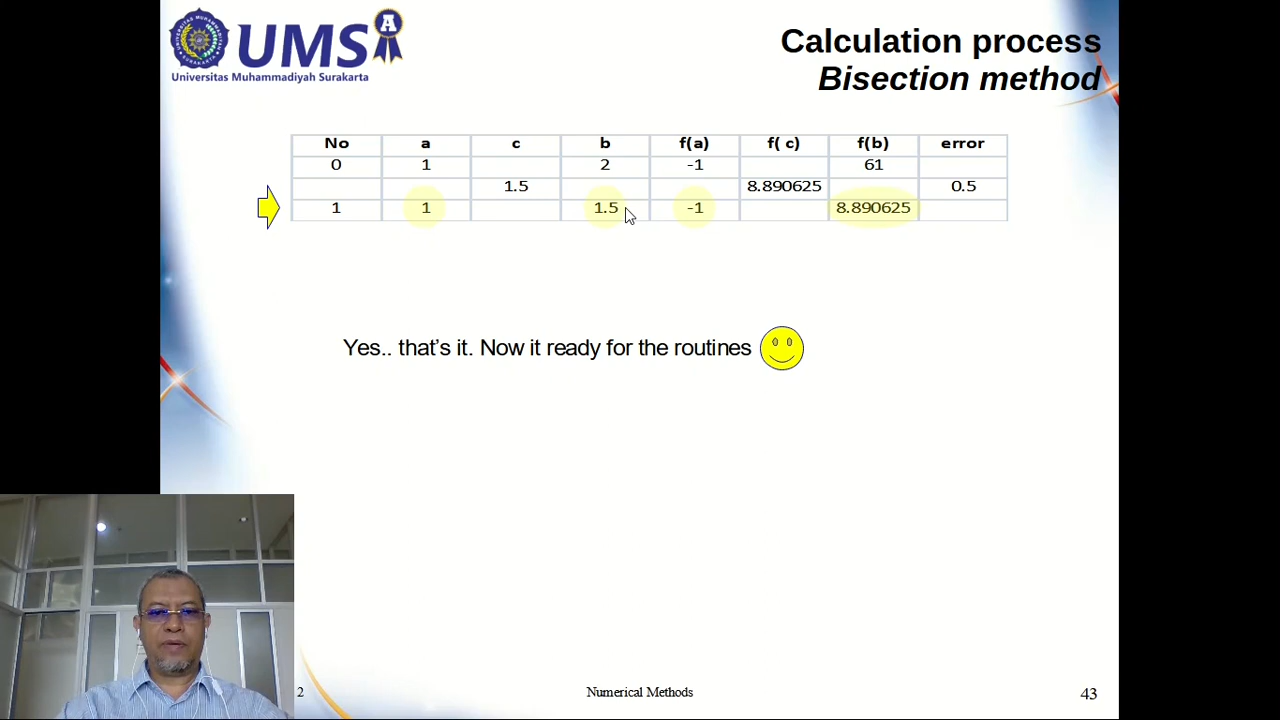 UMS
A
Universitas Muhammadiyah Surakarta
Calculation process
Bisection method
No a c b f(a) f( c) f(b) error
0 1 2 -1 61
1.5 8.890625 0.5
1 1 1.5 -1 8.890625
Yes.. that's it. Now it ready for the routines
2
Numerical Methods
43